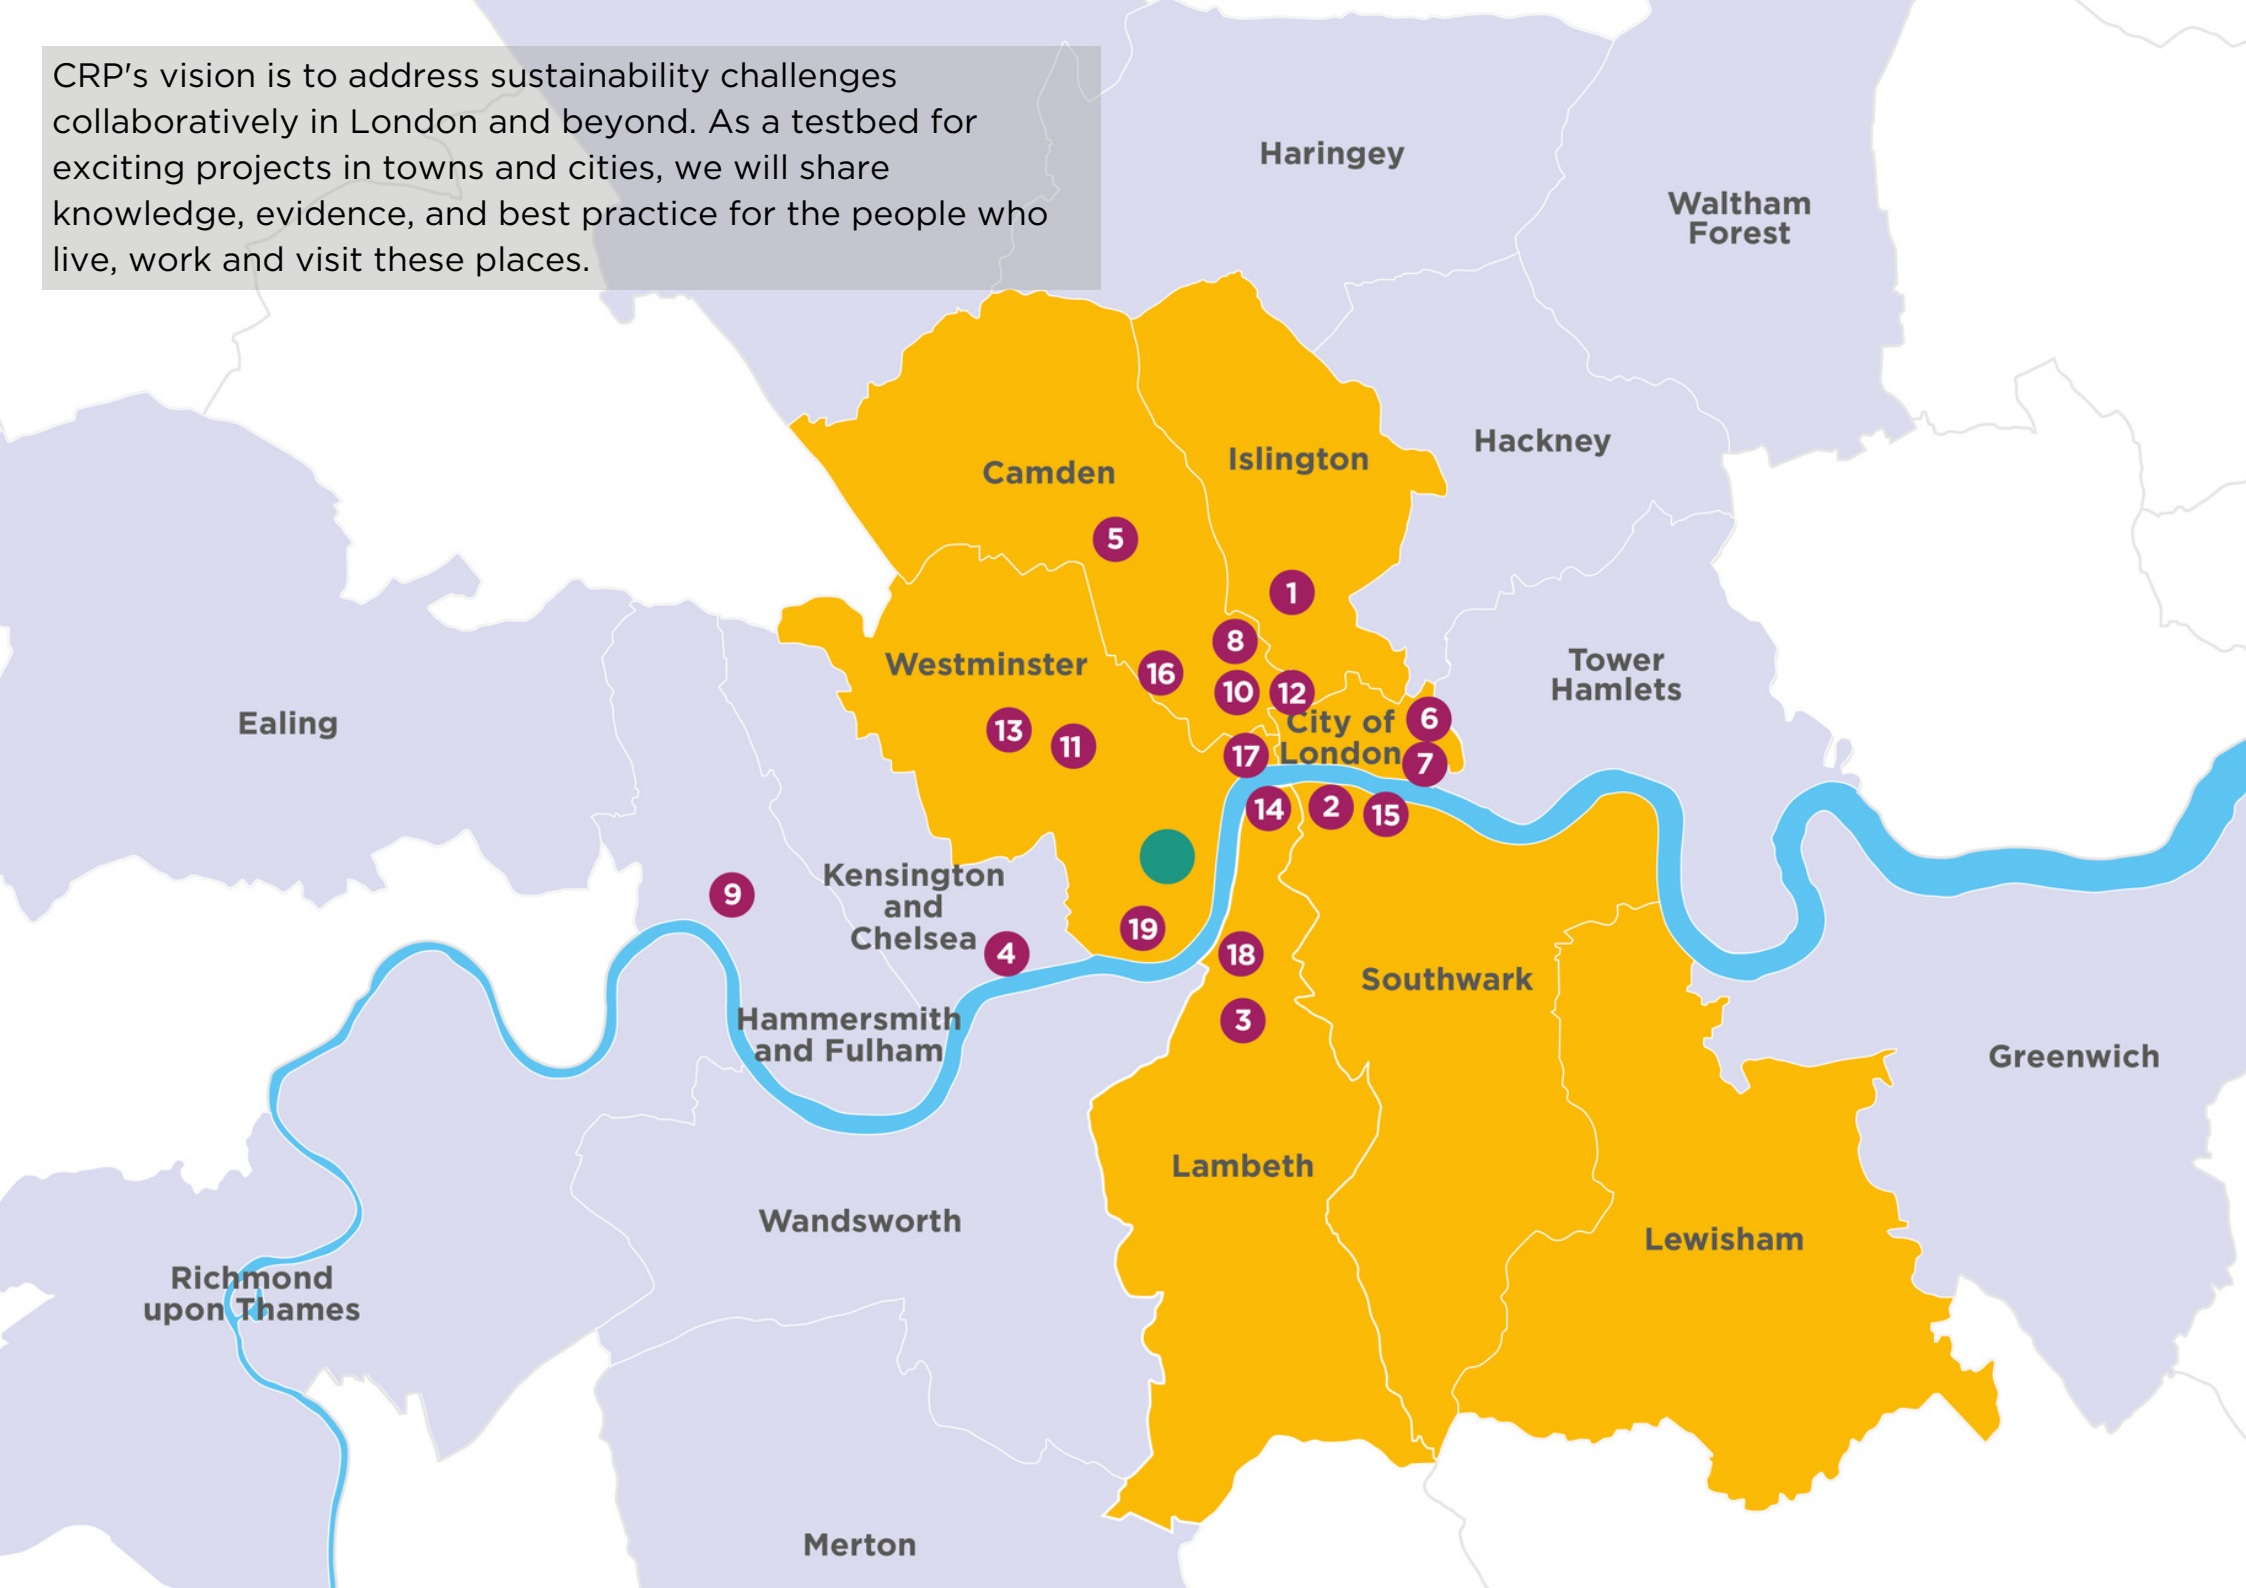 CRP's vision is to address sustainability challenges
collaboratively in London and beyond. As a testbed for
exciting projects in towns and cities, we will share
knowledge, evidence, and best practice for the people who
live, work and visit these places.
Haringey
Waltham
Forest
Hackney
Islington
Camden
5
1
8
Westminster
16
10
12
Tower
Hamlets
Ealing
13
11
City of
London
6
17
7
14
2
15
Kensington
and
Chelsea
9
4
19
18
3
Southwark
Hammersmith
and Fulham
Greenwich
Lambeth
Wandsworth
Lewisham
Richmond
upon Thames
Merton